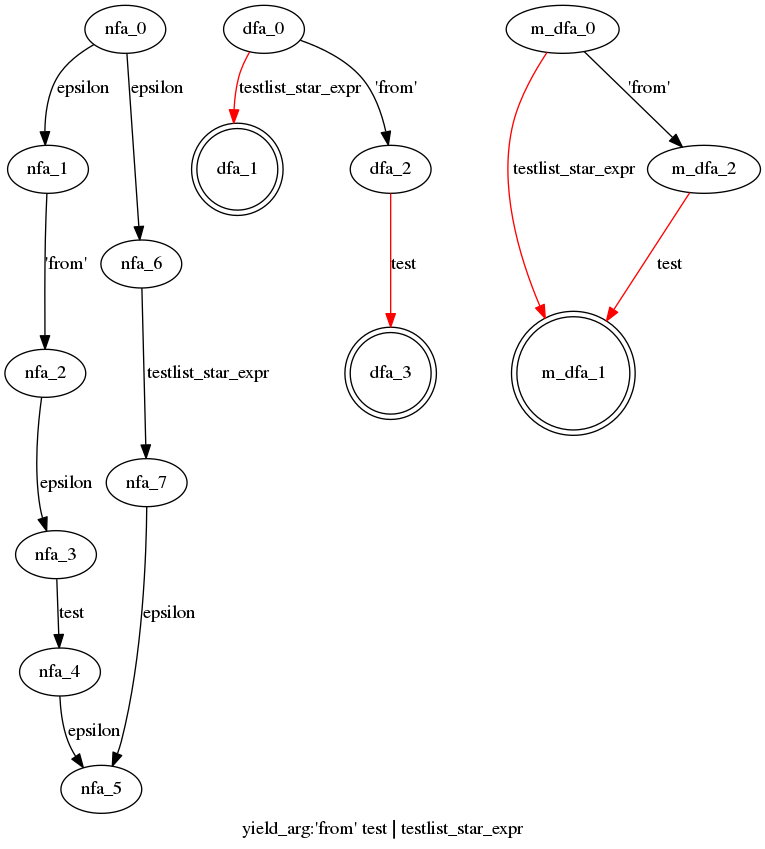 nfa_0
dfa_0
m_dfa_0
epsilon
epsilon
testlist_star_expr
'from'
'from'
nfa_1
dfa_1
dfa_2
testlist_star_expr
m_dfa_2
'from'
nfa_6
test
test
nfa_2
testlist_star_expr
dfa_3
m_dfa_1
epsilon
nfa_7
nfa_3
test
epsilon
nfa_4
epsilon
nfa_5
yield_arg:'from' test | testlist_star_expr